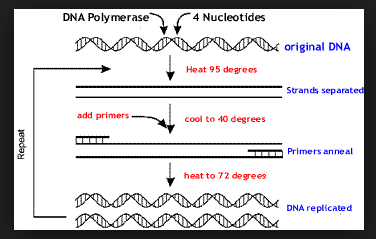 DNA Polymerase 4 Nucleotides
original DNA
Heat 95 degrees
Strands separated
add primers
cool to 40 degrees
Primers anneal
heat to 72 degrees
DNA replicated
Repeat